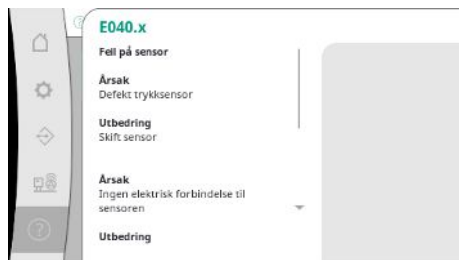 E040.x
Feil på sensor
Årsak
Defekt trykksensor
Utbedring
Skift sensor
Årsak
Ingen elektrisk forbindelse til
sensoren
Utbedring